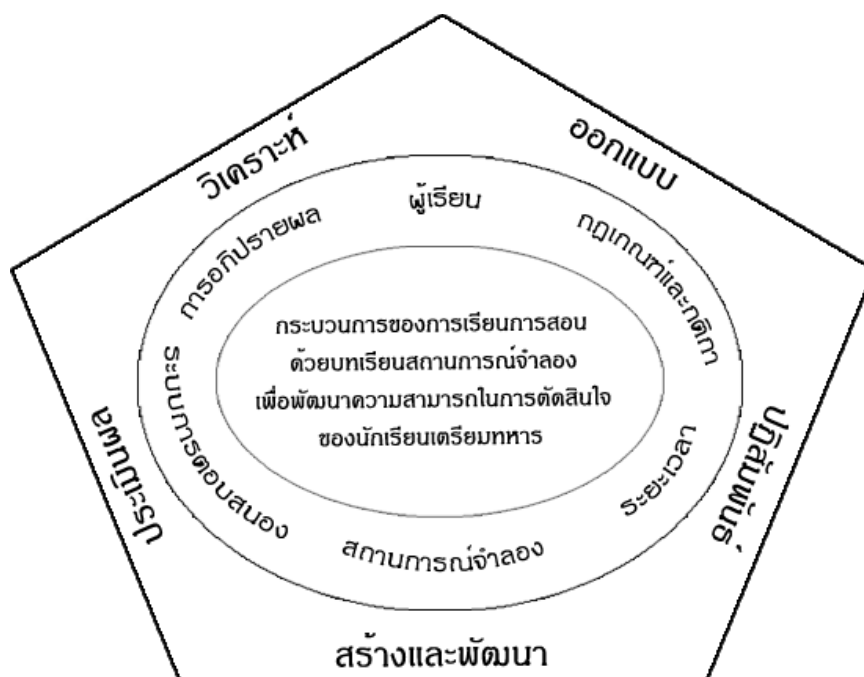 วิเคราะห์
ออกแบบ
ผู้เรียน
การอภิปรายผล
กฎเกณฑ์และกติกา
กระบวนการของการเรียนการสอน
ด้วยบทเรียนสถานการณ์จำลอง
เพื่อพัฒนาความสามารถในการตัดสินใจ
ของนักเรียนเตรียมทหาร
ระบบการตอบสนอง
ระยะเวลา
ประเมินผล
ปฏิสัมพันธ์
สถานการณ์จำลอง
สร้างและพัฒนา